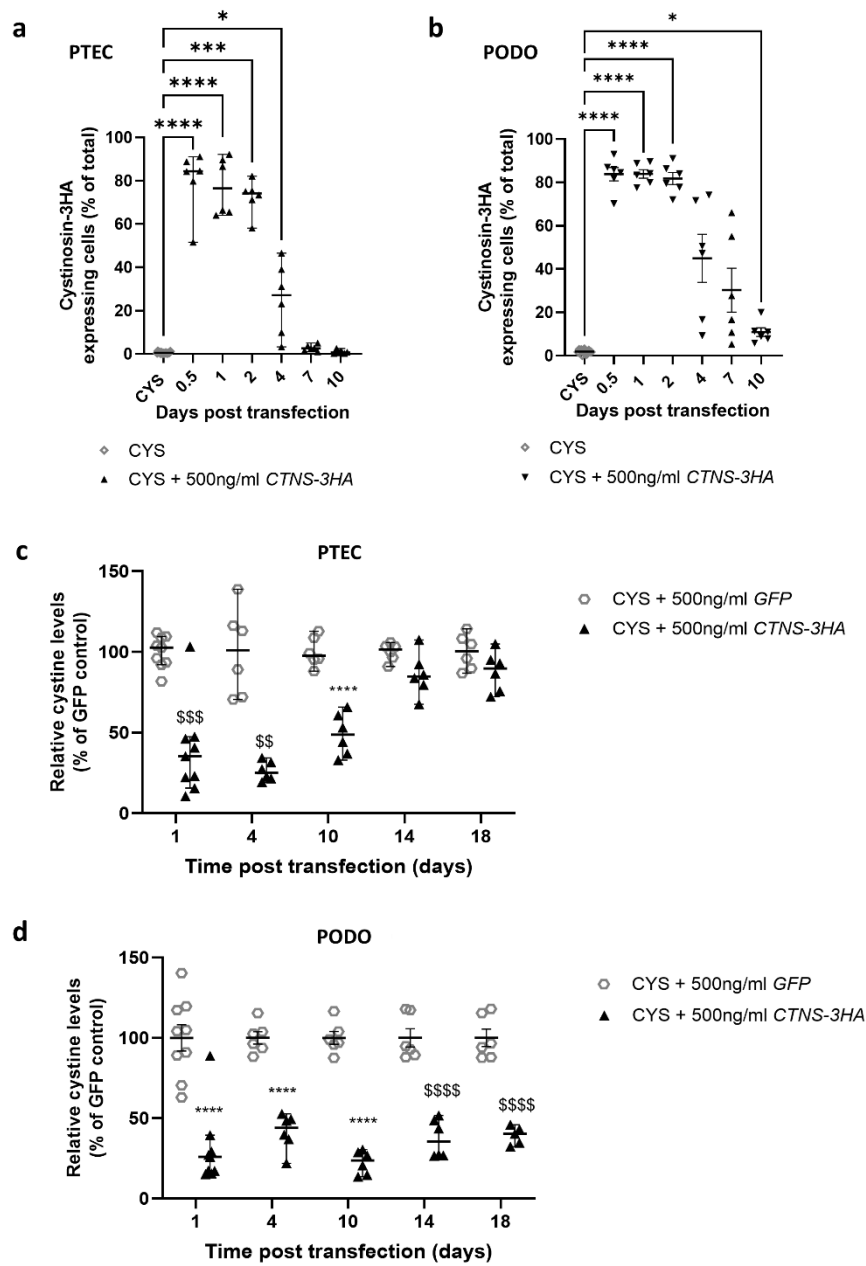 a
PTEC
*
***
****
****
Cystinosin-3HA
expressing cells (% of total)
100
80
60
40
20
0
CYS
0.5
1
2
4
7
10
Days post transfection
CYS
CYS + 500ng/ml CTNS-3HA
b
PODO
*
****
****
****
Cystinosin-3HA
expressing cells (% of total)
100
80
60
40
20
0
CYS
0.5
1
2
4
7
10
Days post transfection
CYS
CYS + 500ng/ml CTNS-3HA
c
PTEC
Relative cystine levels
(% of GFP control)
150
100
50
0
$$$
$$
****
1
4
10
14
18
Time post transfection (days)
CYS + 500ng/ml GFP
CYS + 500ng/ml CTNS-3HA
d
PODO
Relative cystine levels
(% of GFP control)
150
100
50
0
****
****
****
$$$$
$$$$
1
4
10
14
18
Time post transfection (days)
CYS + 500ng/ml GFP
CYS + 500ng/ml CTNS-3HA